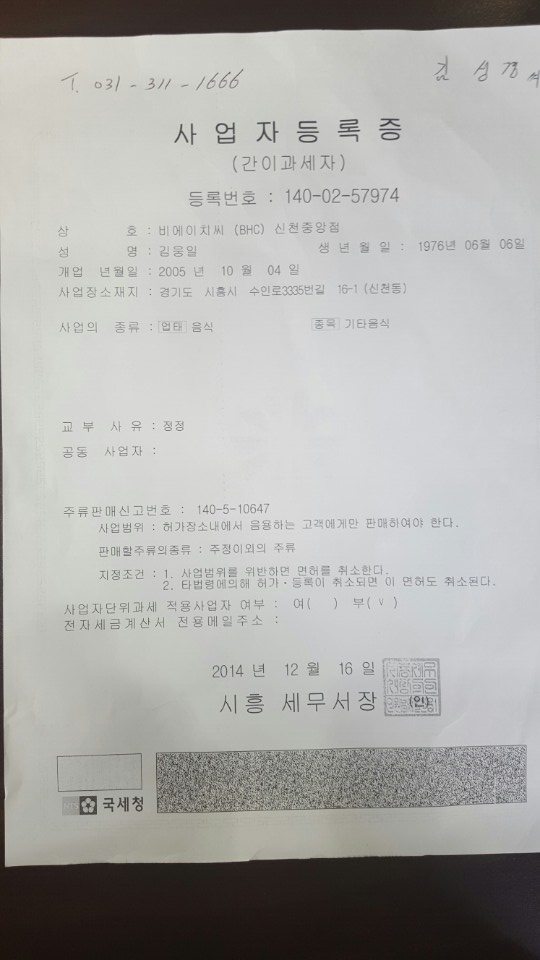 T. 031-311-1666 김성경
사업자등록증
(간이과세자)
등록번호 : 140-02-57974
상 호 : 비에이치씨 (BHC) 신천중앙점
성 명 : 김웅일 생 년 월 일 : 1976년 06월 06일
개업 년월일 : 2005 년 10 월 04 일
사업장소재지 : 경기도 시흥시 수인로3335번길 16-1 (신천동)
사업의 종류 : 업태 음식 종목 기타음식
교 부 사 유 : 정정
공동 사업자 :
주류판매신고번호 : 140-5-10647
사업범위 : 허가장소내에서 음용하는 고객에게만 판매하여야 한다.
판매할주류의종류 : 주정이외의 주류
지정조건 : 1. 사업범위를 위반하면 면허를 취소한다.
2. 타법령에의해 허가·등록이 취소되면 이 면허도 취소된다.
사업자단위과세 적용사업자 여부 : 여( ) 부( v )
전자세금계산서 전용메일주소 :
2014 년 12 월 16 일
시흥 세무서장 (인)
국세청